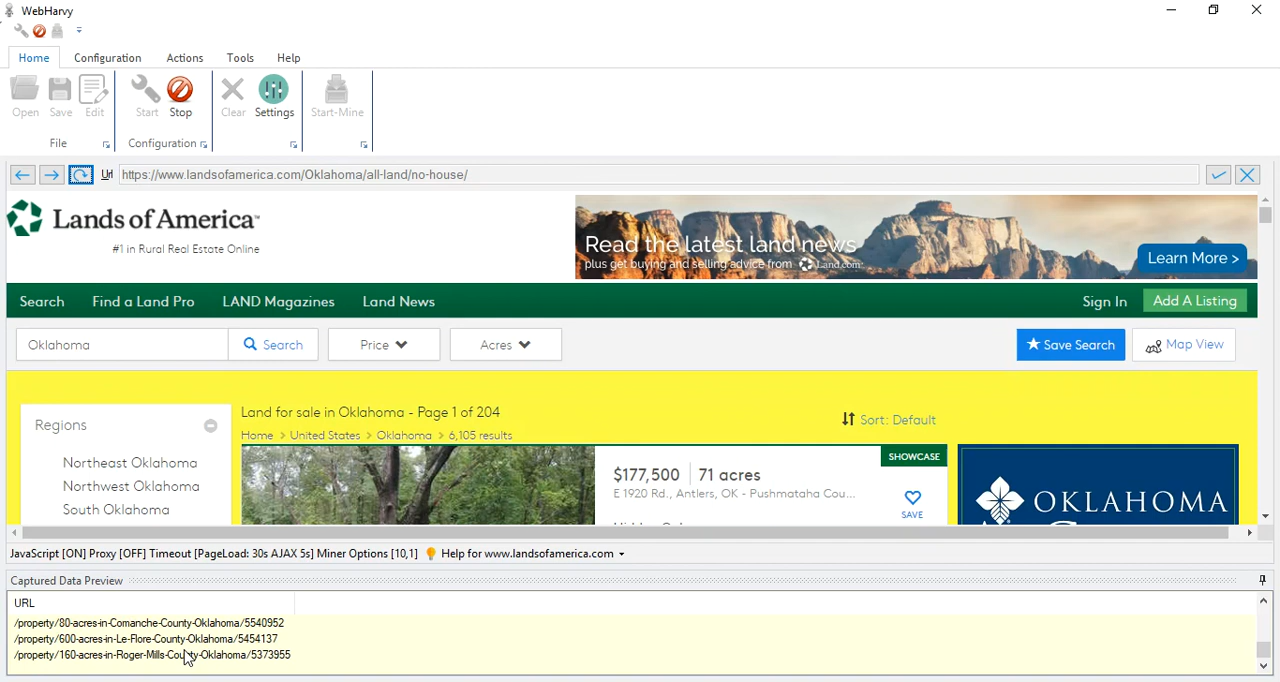 WebHarvy
Home Configuration Actions Tools Help
Open Save Edit Start Stop Clear Settings Start-Mine
File Configuration
Url https://www.landsofamerica.com/Oklahoma/all-land/no-house/
Lands of America™
#1 in Rural Real Estate Online
Read the latest land news
plus get buying and selling advice from Land.com
Learn More >
Search Find a Land Pro LAND Magazines Land News Sign In Add A Listing
Oklahoma Search Price Acres Save Search Map View
Regions
Northeast Oklahoma
Northwest Oklahoma
South Oklahoma
Land for sale in Oklahoma - Page 1 of 204
Sort: Default
Home > United States > Oklahoma > 6,105 results
SHOWCASE
$177,500 71 acres
E 1920 Rd., Antlers, OK - Pushmataha Cou...
SAVE
OKLAHOMA
JavaScript [ON] Proxy [OFF] Timeout [PageLoad: 30s AJAX 5s] Miner Options [10,1] Help for www.landsofamerica.com
Captured Data Preview
URL
/property/80-acres-in-Comanche-County-Oklahoma/5540952
/property/600-acres-in-Le-Flore-County-Oklahoma/5454137
/property/160-acres-in-Roger-Mills-County-Oklahoma/5373955